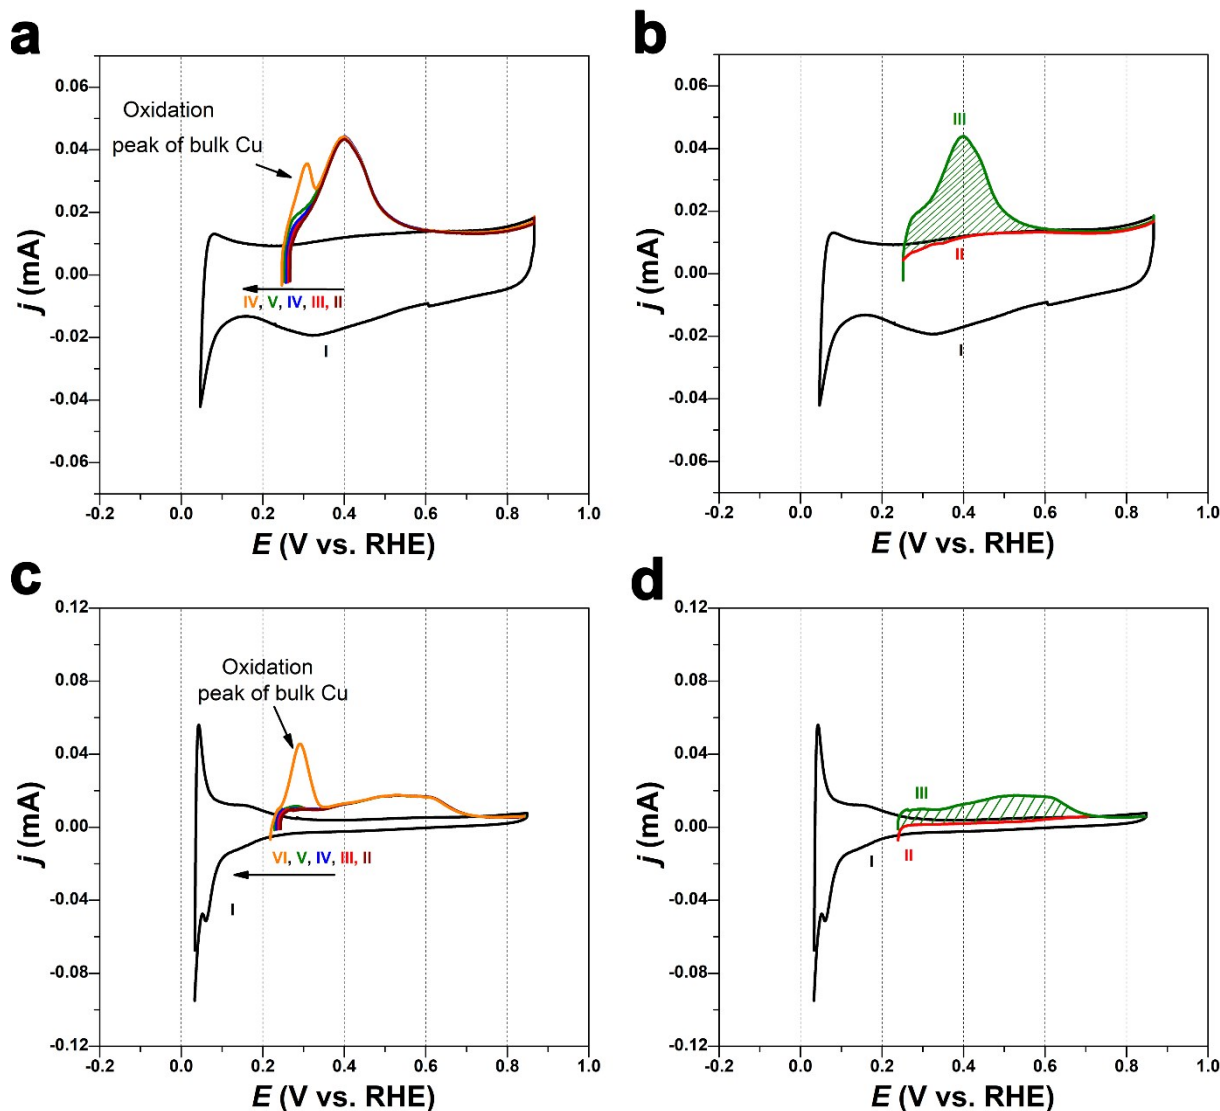 a
Oxidation
peak of bulk Cu
0.06
0.04
0.02
0.00
-0.02
-0.04
-0.06
j (mA)
IV, V, IV, III, II
I
-0.2 0.0 0.2 0.4 0.6 0.8 1.0
E (V vs. RHE)
b
0.06
0.04
0.02
0.00
-0.02
-0.04
-0.06
j (mA)
III
II
I
-0.2 0.0 0.2 0.4 0.6 0.8 1.0
E (V vs. RHE)
c
0.12
0.08
0.04
0.00
-0.04
-0.08
-0.12
j (mA)
Oxidation
peak of bulk Cu
VI, V, IV, III, II
I
-0.2 0.0 0.2 0.4 0.6 0.8 1.0
E (V vs. RHE)
d
0.12
0.08
0.04
0.00
-0.04
-0.08
-0.12
j (mA)
III
I
II
-0.2 0.0 0.2 0.4 0.6 0.8 1.0
E (V vs. RHE)